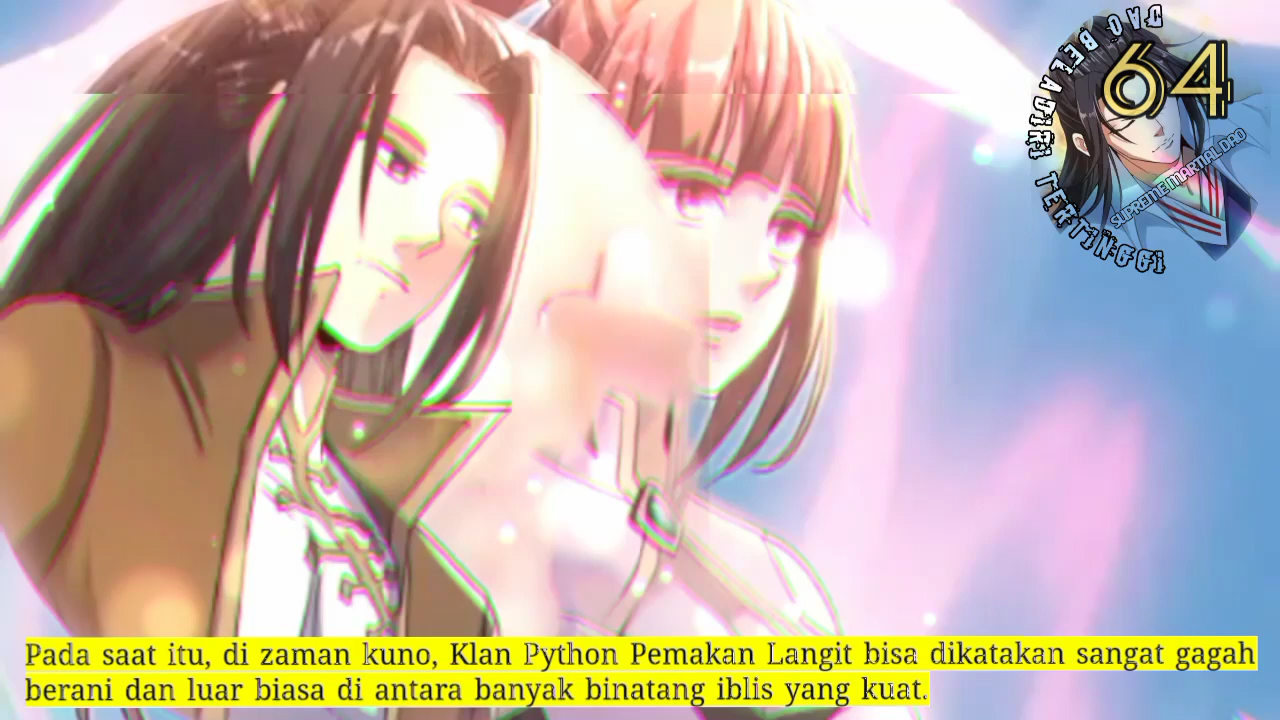 DAO BELADIRI TERTINGGI
64
SUPREME MARTIAL DAO
Pada saat itu, di zaman kuno, Klan Python Pemakan Langit bisa dikatakan sangat gagah
berani dan luar biasa di antara banyak binatang iblis yang kuat.